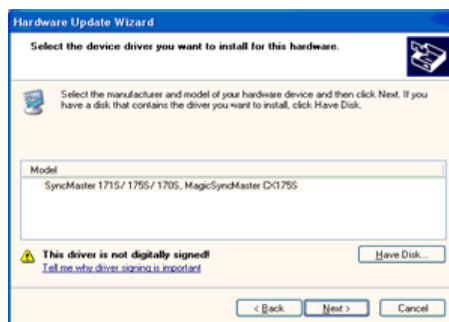 Hardware Update Wizard
Select the device driver you want to install for this hardware.
Select the manufacturer and model of your hardware device and then click Next. If you
have a disk that contains the driver you want to install, click Have Disk.
Model
SyncMaster 171S/ 175S/ 170S, MagicSyncMaster CX175S
This driver is not digitally signed!
Have Disk...
Tell me why driver signing is important
< Back
Next >
Cancel